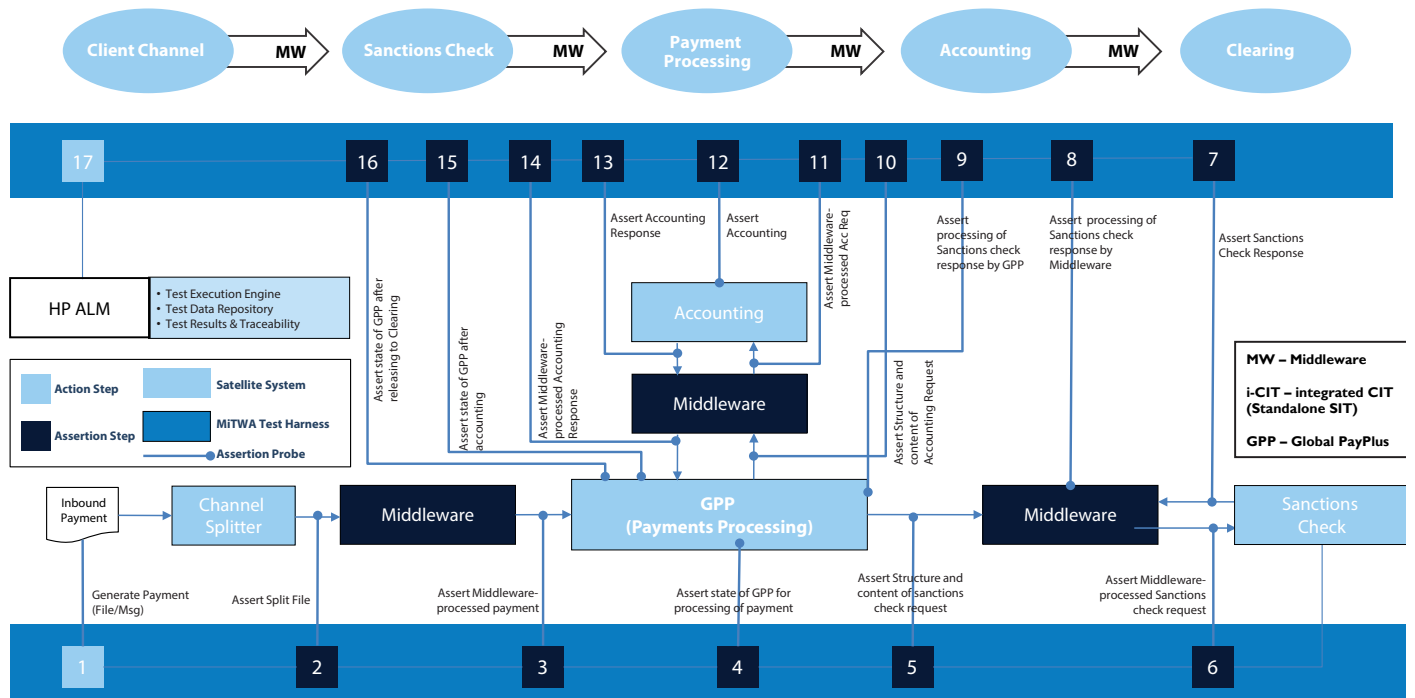 Client Channel
MW
Sanctions Check
MW
Payment
Processing
MW
Accounting
MW
Clearing
17
16
15
14
13
12
11
10
9
8
7
Assert state of GPP after
releasing to Clearing
Assert state of GPP after
accounting
Assert Middleware-
processed Accounting
Response
Assert Accounting
Response
Assert
Accounting
Assert Middleware-
processed Acc Req
Assert Structure and
content of
Accounting Request
Assert
processing of
Sanctions check
response by GPP
Assert processing of
Sanctions check
response by
Middleware
Assert Sanctions
Check Response
HP ALM
• Test Execution Engine
• Test Data Repository
• Test Results & Traceability
Accounting
Middleware
Action Step
Satellite System
Assertion Step
MiTWA Test Harness
Assertion Probe
MW – Middleware
i-CIT – integrated CIT
(Standalone SIT)
GPP – Global PayPlus
Inbound
Payment
Channel
Splitter
Middleware
GPP
(Payments Processing)
Middleware
Sanctions
Check
Generate Payment
(File/Msg)
Assert Split File
Assert Middleware-
processed payment
Assert state of GPP for
processing of payment
Assert Structure and
content of sanctions
check request
Assert Middleware-
processed Sanctions
check request
1
2
3
4
5
6